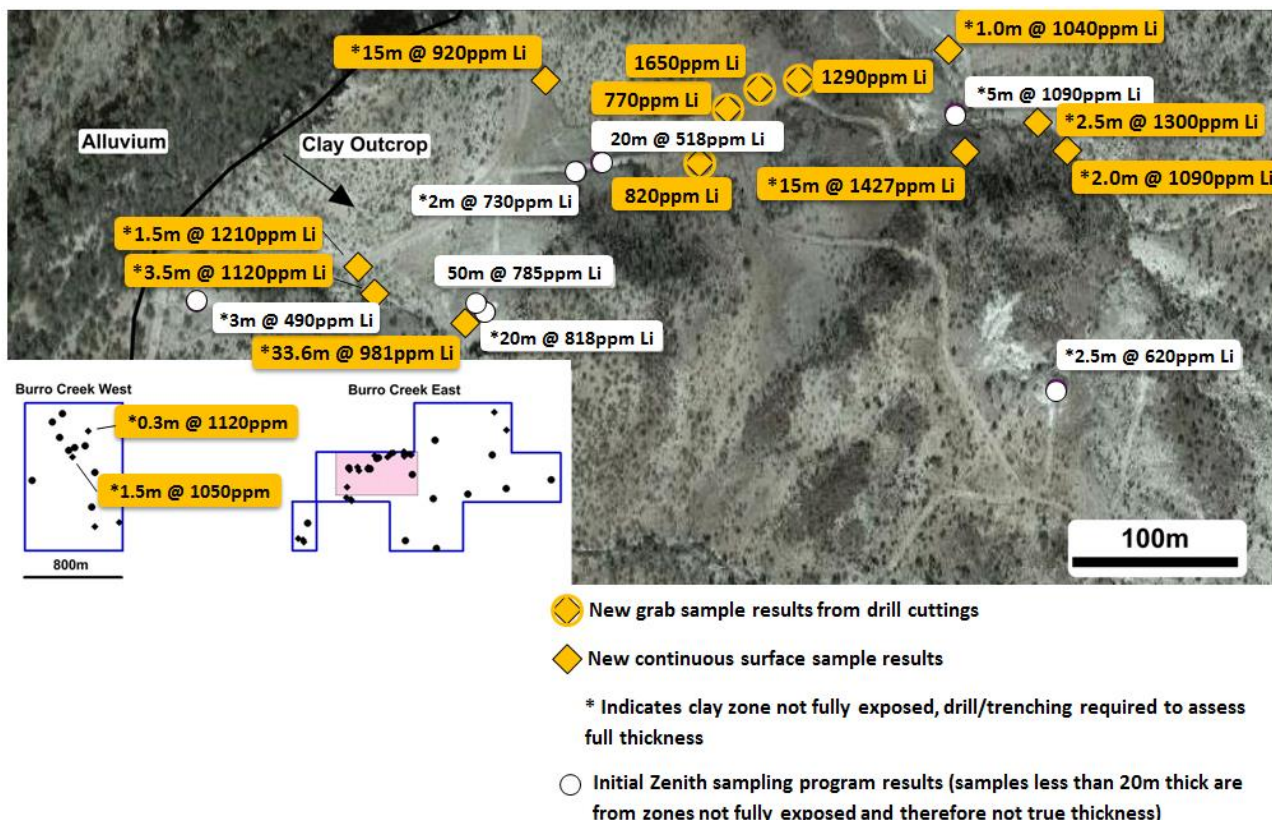 *1.0m @ 1040ppm Li
*15m @ 920ppm Li
1650ppm Li
1290ppm Li
770ppm Li
*5m @ 1090ppm Li
*2.5m @ 1300ppm Li
Alluvium
Clay Outcrop
20m @ 518ppm Li
*2.0m @ 1090ppm Li
*15m @ 1427ppm Li
820ppm Li
*2m @ 730ppm Li
*1.5m @ 1210ppm Li
*3.5m @ 1120ppm Li
50m @ 785ppm Li
*3m @ 490ppm Li
*20m @ 818ppm Li
*33.6m @ 981ppm Li
*2.5m @ 620ppm Li
Burro Creek West
Burro Creek East
*0.3m @ 1120ppm
*1.5m @ 1050ppm
800m
100m
New grab sample results from drill cuttings
New continuous surface sample results
* Indicates clay zone not fully exposed, drill/trenching required to assess
full thickness
Initial Zenith sampling program results (samples less than 20m thick are
from zones not fully exposed and therefore not true thickness)